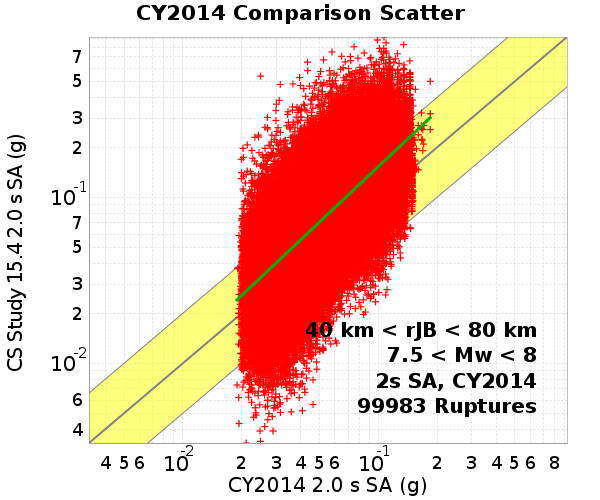 CY2014 Comparison Scatter
CS Study 15.4 2.0 s SA (g)
7
5
3
2
10-1
7
5
3
2
10-2
6
4
40 km < rJB < 80 km
7.5 < Mw < 8
2s SA, CY2014
99983 Ruptures
4 5 6 10-2 2 3 4 5 6 10-1 2 3 4 5 6 8
CY2014 2.0 s SA (g)